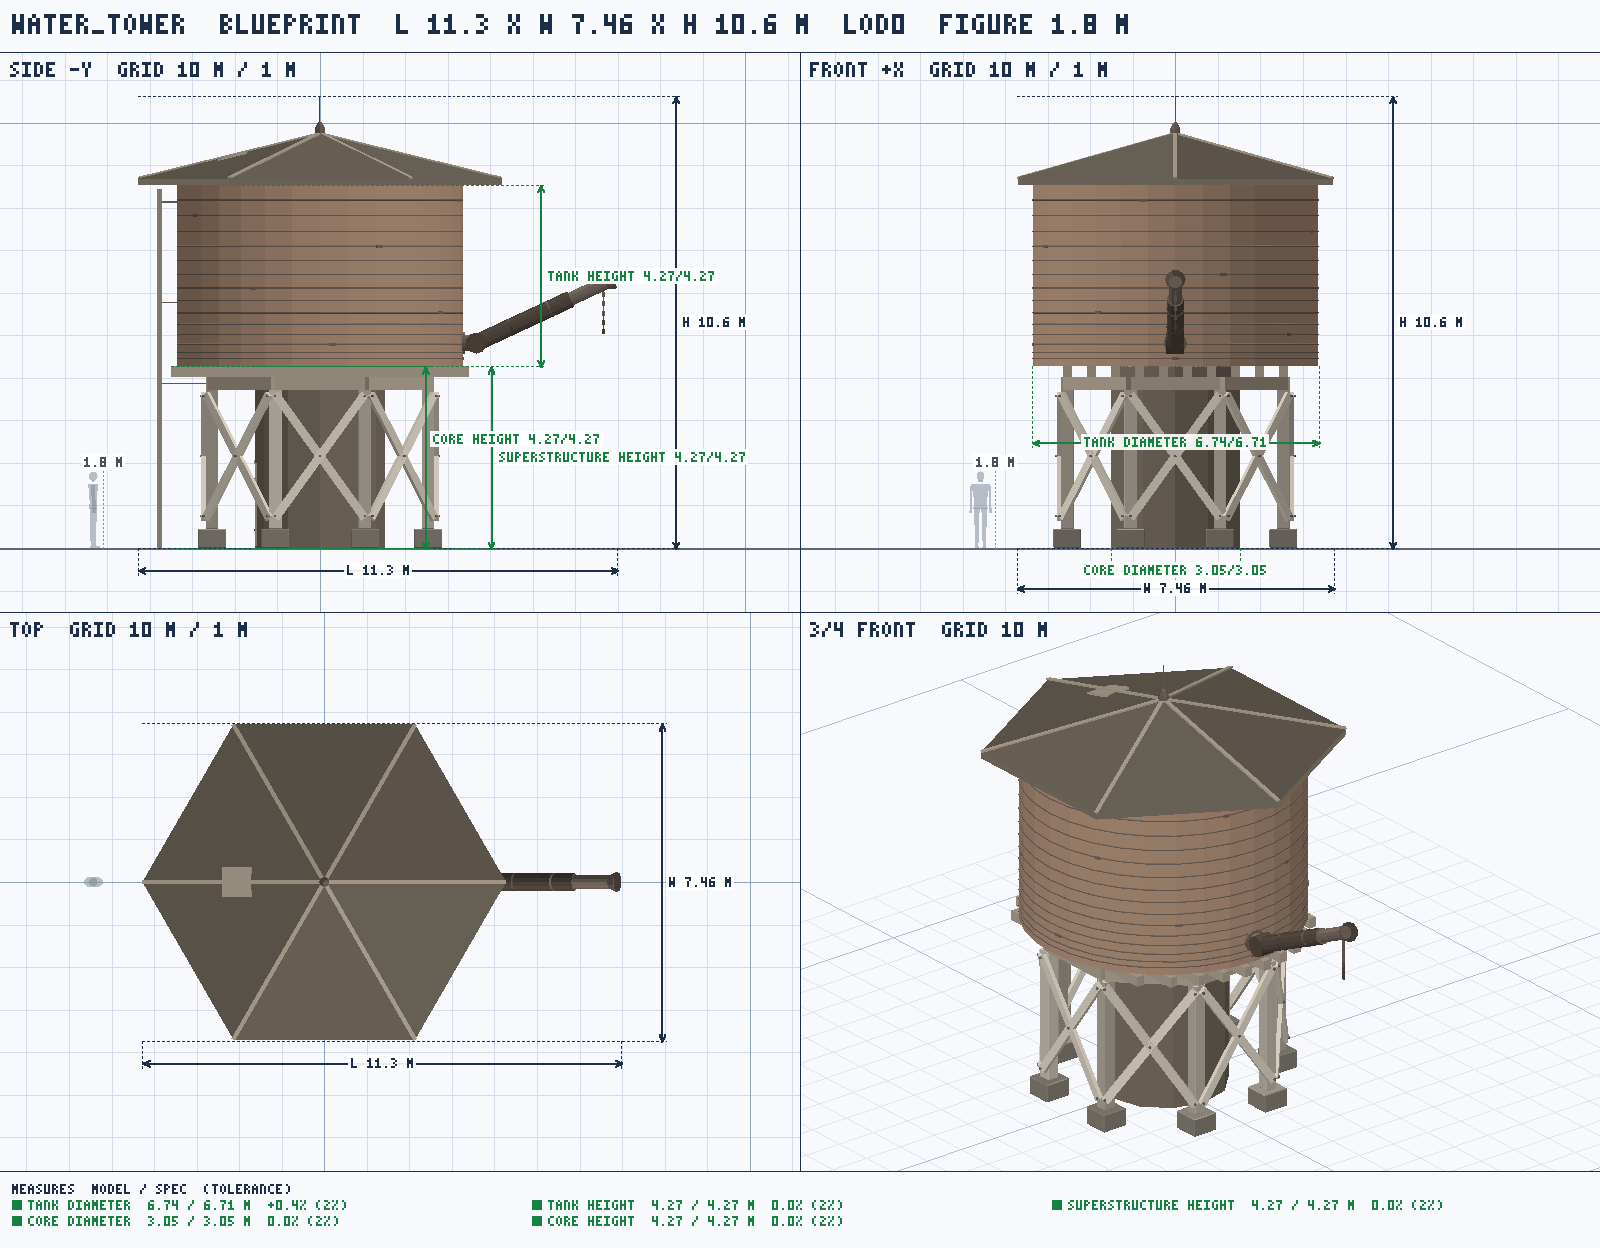 WATER_TOWER BLUEPRINT L 11.3 X W 7.46 X H 10.6 M LOD0 FIGURE 1.8 M
SIDE -Y GRID 10 M / 1 M
FRONT +X GRID 10 M / 1 M
TANK HEIGHT 4.27/4.27
H 10.6 M
H 10.6 M
CORE HEIGHT 4.27/4.27
SUPERSTRUCTURE HEIGHT 4.27/4.27
TANK DIAMETER 6.74/6.71
1.8 M
1.8 M
L 11.3 M
CORE DIAMETER 3.05/3.05
W 7.46 M
TOP GRID 10 M / 1 M
3/4 FRONT GRID 10 M
W 7.46 M
L 11.3 M
MEASURES MODEL / SPEC (TOLERANCE)
TANK DIAMETER 6.74 / 6.71 M +0.4% (2%)
TANK HEIGHT 4.27 / 4.27 M 0.0% (2%)
SUPERSTRUCTURE HEIGHT 4.27 / 4.27 M 0.0% (2%)
CORE DIAMETER 3.05 / 3.05 M 0.0% (2%)
CORE HEIGHT 4.27 / 4.27 M 0.0% (2%)